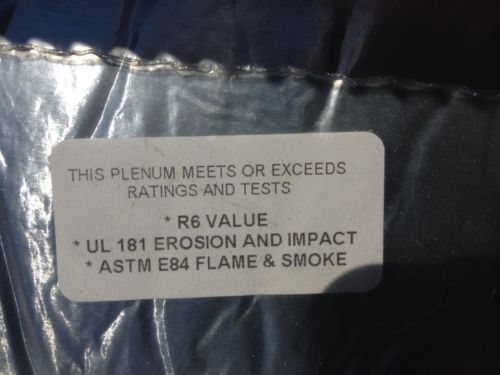 THIS PLENUM MEETS OR EXCEEDS
RATINGS AND TESTS
* R6 VALUE
* UL 181 EROSION AND IMPACT
* ASTM E84 FLAME & SMOKE